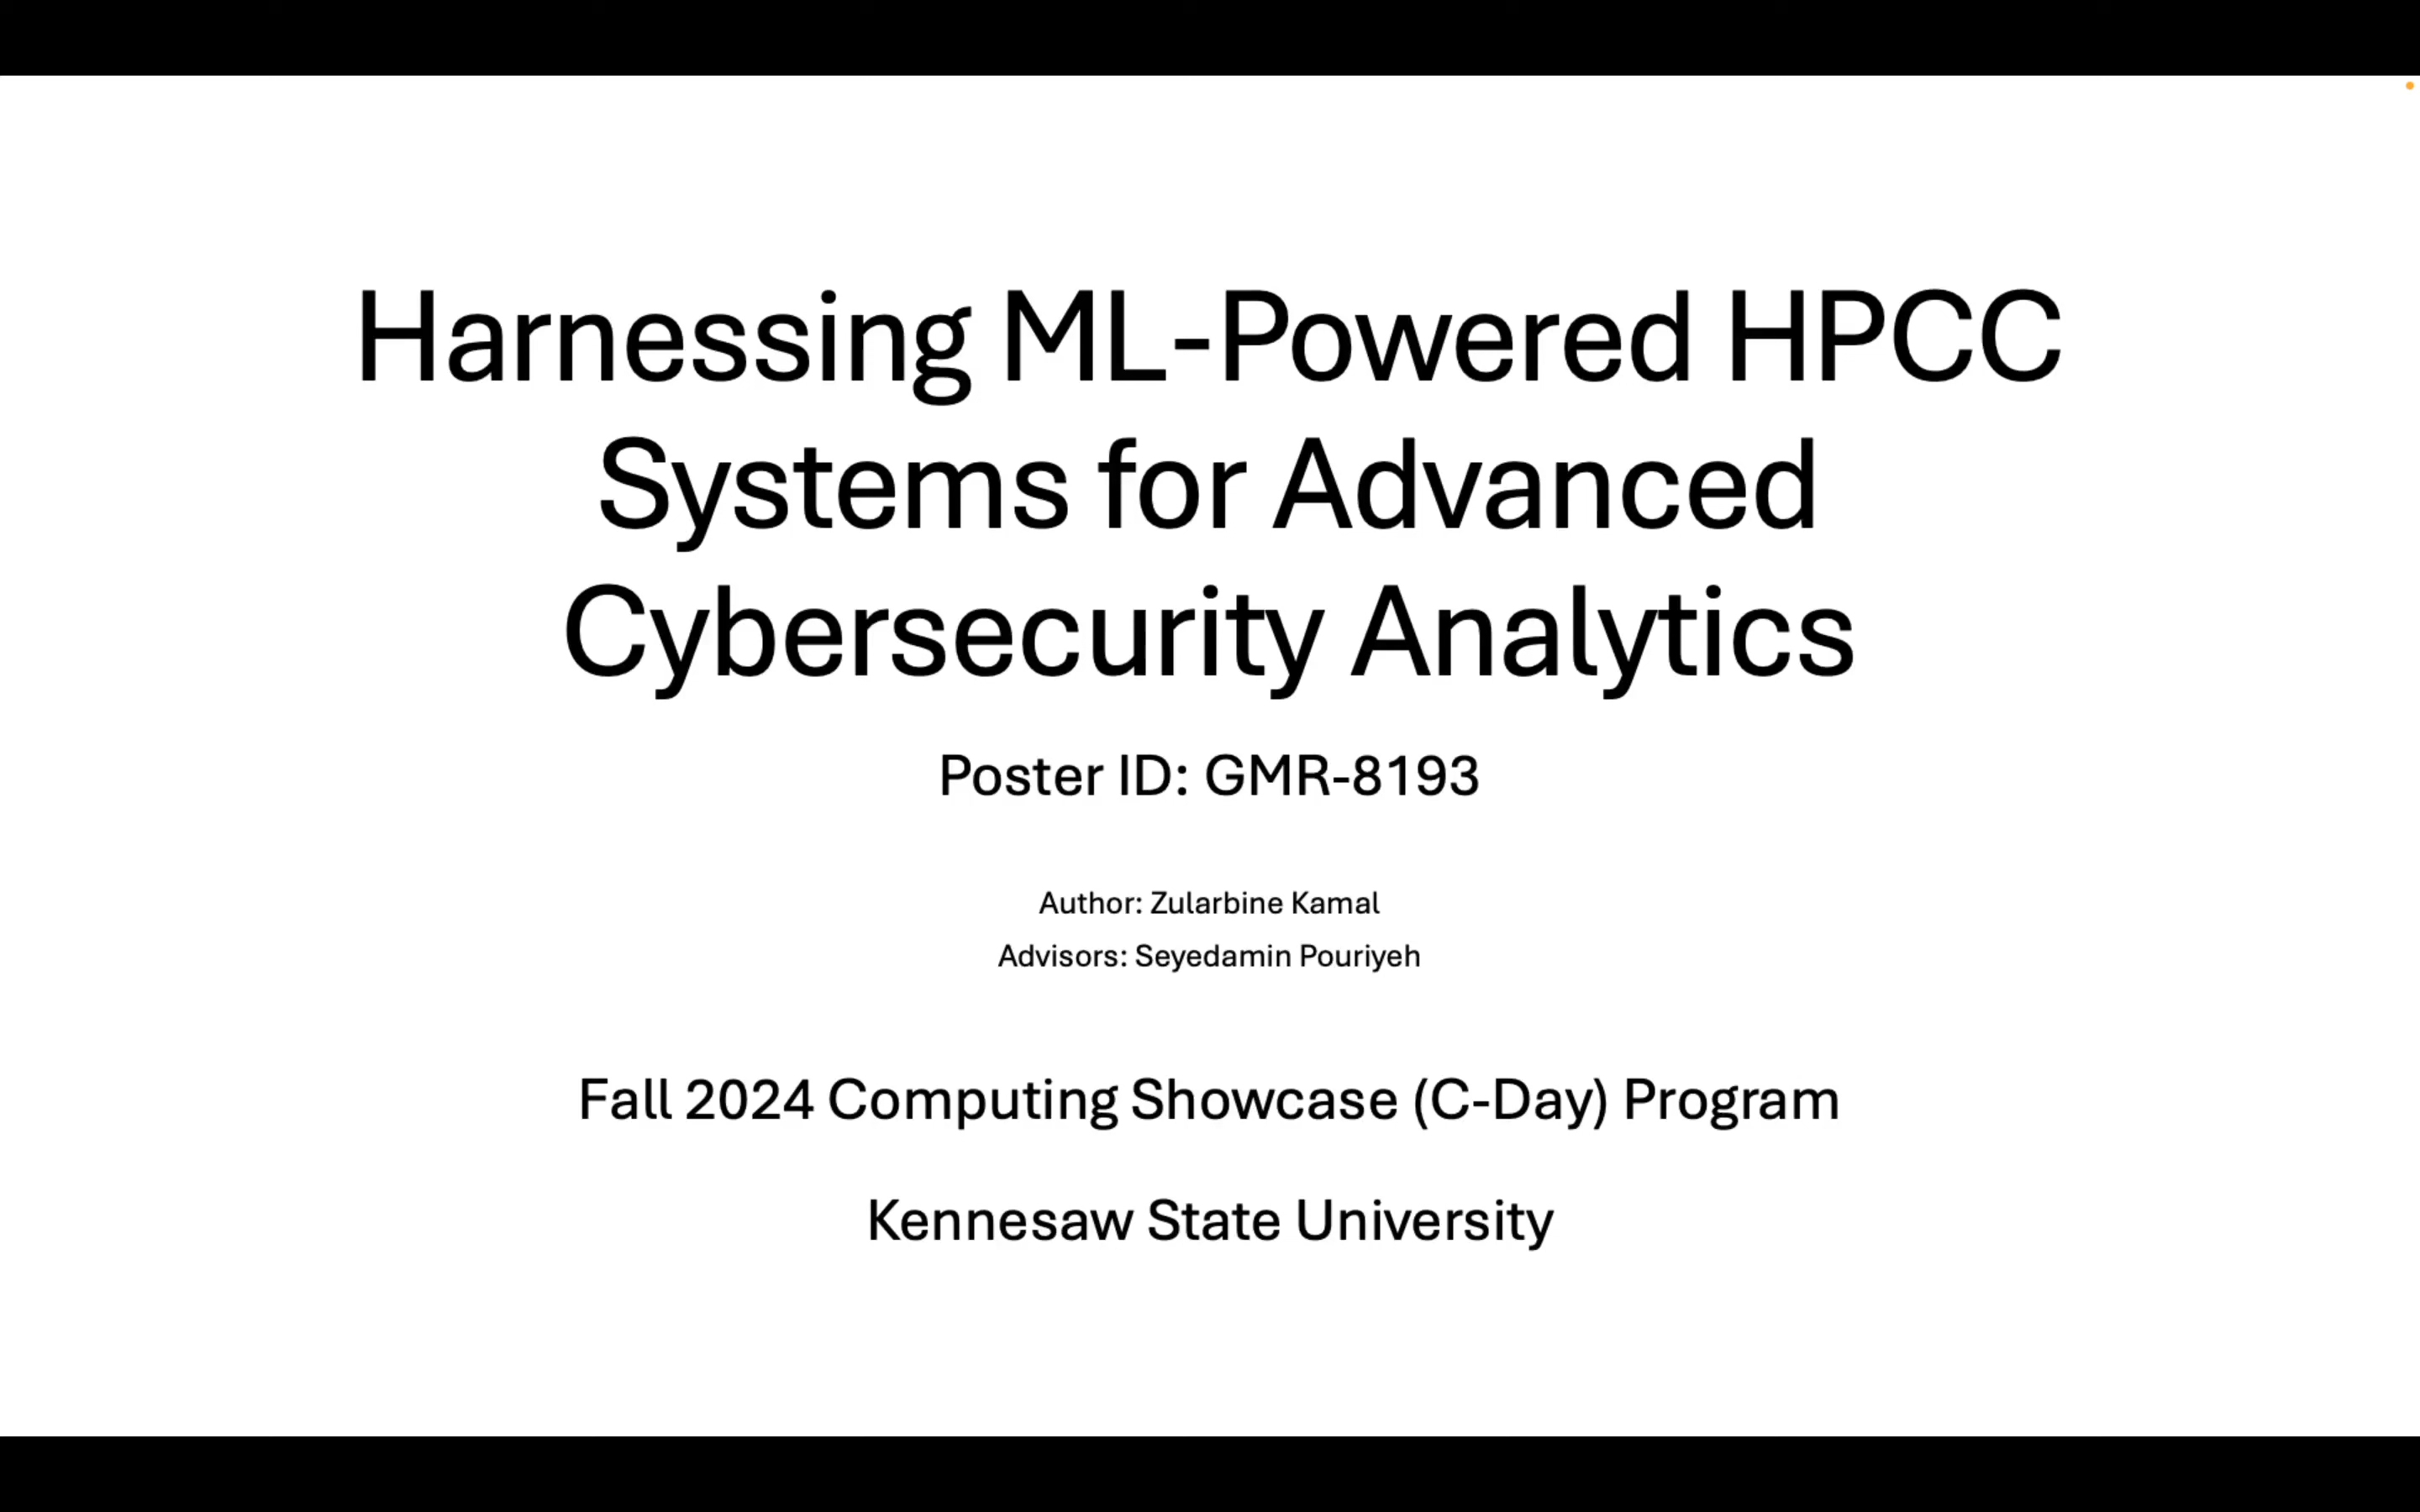 Harnessing ML-Powered HPCC
Systems for Advanced
Cybersecurity Analytics
Poster ID: GMR-8193
Author: Zularbine Kamal
Advisors: Seyedamin Pouriyeh
Fall 2024 Computing Showcase (C-Day) Program
Kennesaw State University